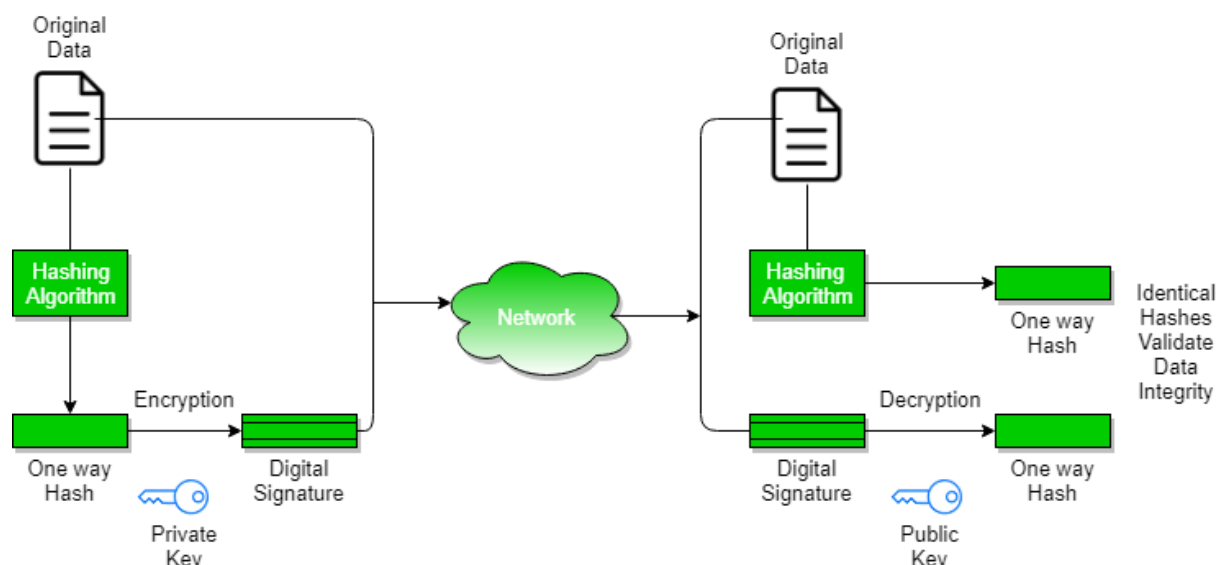 Original
Data
Hashing
Algorithm
Encryption
One way
Hash
Digital
Signature
Private
Key
Network
Original
Data
Hashing
Algorithm
One way
Hash
Identical
Hashes
Validate
Data
Integrity
Decryption
Digital
Signature
One way
Hash
Public
Key